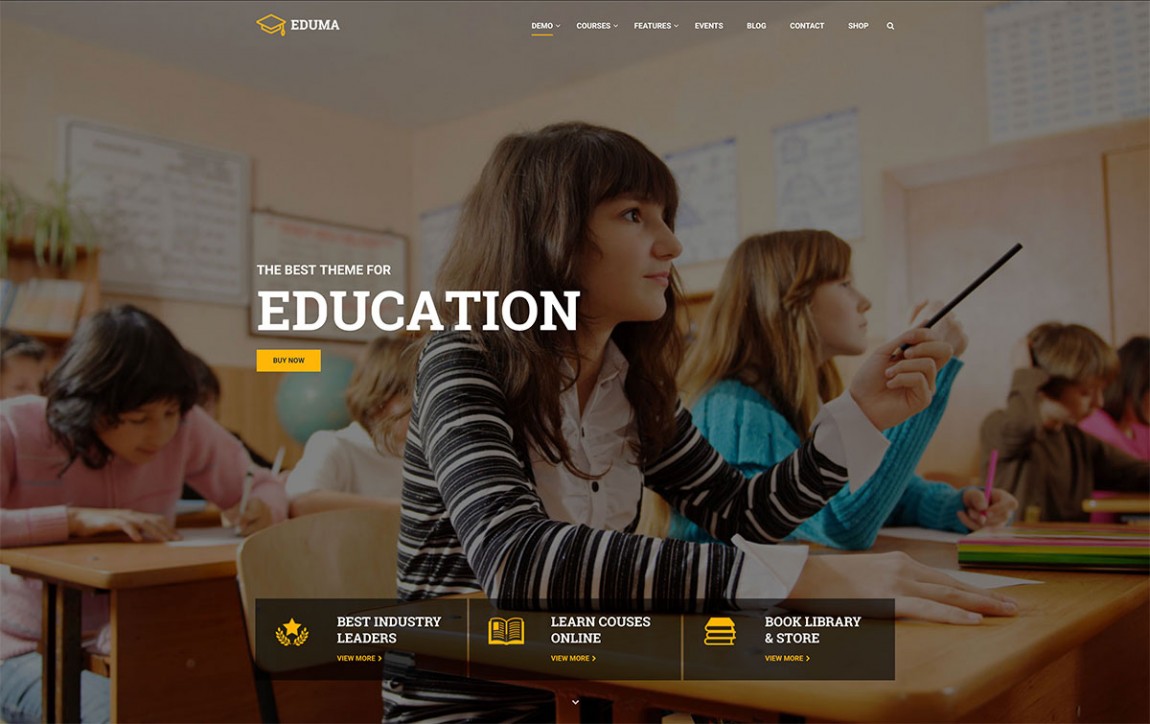 EDUMA
DEMO
COURSES
FEATURES
EVENTS
BLOG
CONTACT
SHOP
THE BEST THEME FOR
EDUCATION
BUY NOW
BEST INDUSTRY
LEADERS
VIEW MORE
LEARN COUSES
ONLINE
VIEW MORE
BOOK LIBRARY
& STORE
VIEW MORE